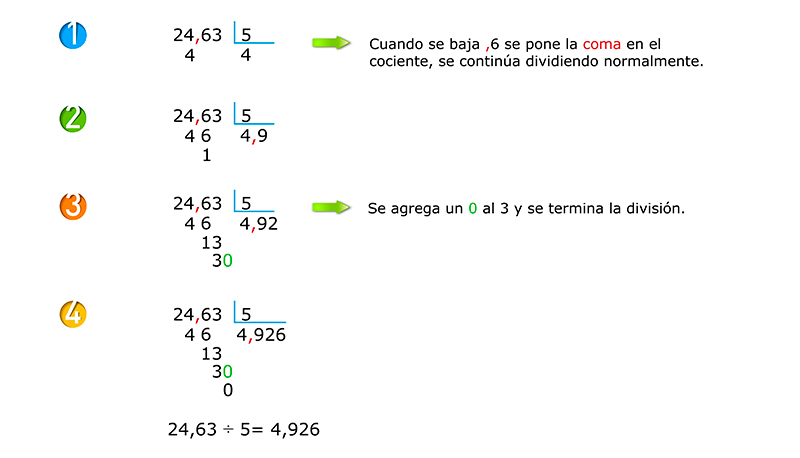 1
24,63 5
4 4
Cuando se baja ,6 se pone la coma en el
cociente, se continúa dividiendo normalmente.
2
24,63 5
4 6 4,9
1
3
24,63 5
4 6 4,92
13
30
Se agrega un 0 al 3 y se termina la división.
4
24,63 5
4 6 4,926
13
30
0
24,63 ÷ 5= 4,926